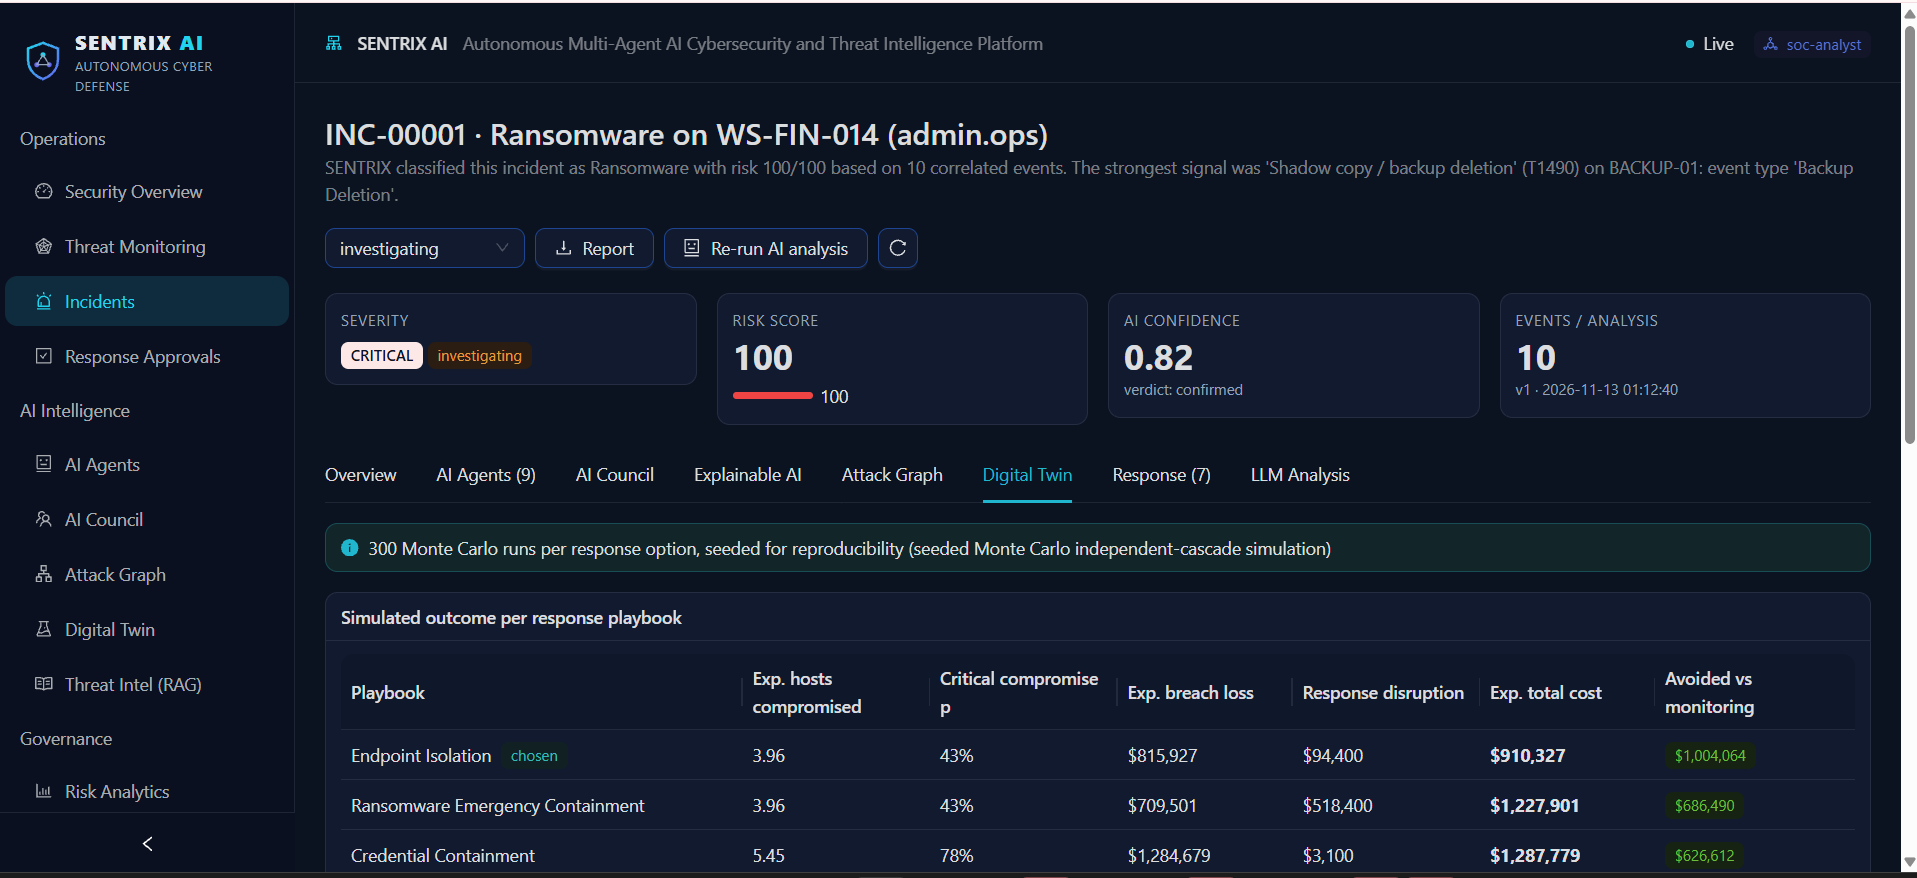 SENTRIX AI
AUTONOMOUS CYBER
DEFENSE
Operations
Security Overview
Threat Monitoring
Incidents
Response Approvals
AI Intelligence
AI Agents
AI Council
Attack Graph
Digital Twin
Threat Intel (RAG)
Governance
Risk Analytics
SENTRIX AI Autonomous Multi-Agent AI Cybersecurity and Threat Intelligence Platform
Live soc-analyst
INC-00001 · Ransomware on WS-FIN-014 (admin.ops)
SENTRIX classified this incident as Ransomware with risk 100/100 based on 10 correlated events. The strongest signal was 'Shadow copy / backup deletion' (T1490) on BACKUP-01: event type 'Backup
Deletion'.
investigating Report Re-run AI analysis
SEVERITY
CRITICAL investigating
RISK SCORE
100
100
AI CONFIDENCE
0.82
verdict: confirmed
EVENTS / ANALYSIS
10
v1 · 2026-11-13 01:12:40
Overview AI Agents (9) AI Council Explainable AI Attack Graph Digital Twin Response (7) LLM Analysis
300 Monte Carlo runs per response option, seeded for reproducibility (seeded Monte Carlo independent-cascade simulation)
Simulated outcome per response playbook
Playbook
Exp. hosts
compromised
Critical compromise
p
Exp. breach loss
Response disruption
Exp. total cost
Avoided vs
monitoring
Endpoint Isolation chosen 3.96 43% $815,927 $94,400 $910,327 $1,004,064
Ransomware Emergency Containment 3.96 43% $709,501 $518,400 $1,227,901 $686,490
Credential Containment 5.45 78% $1,284,679 $3,100 $1,287,779 $626,612